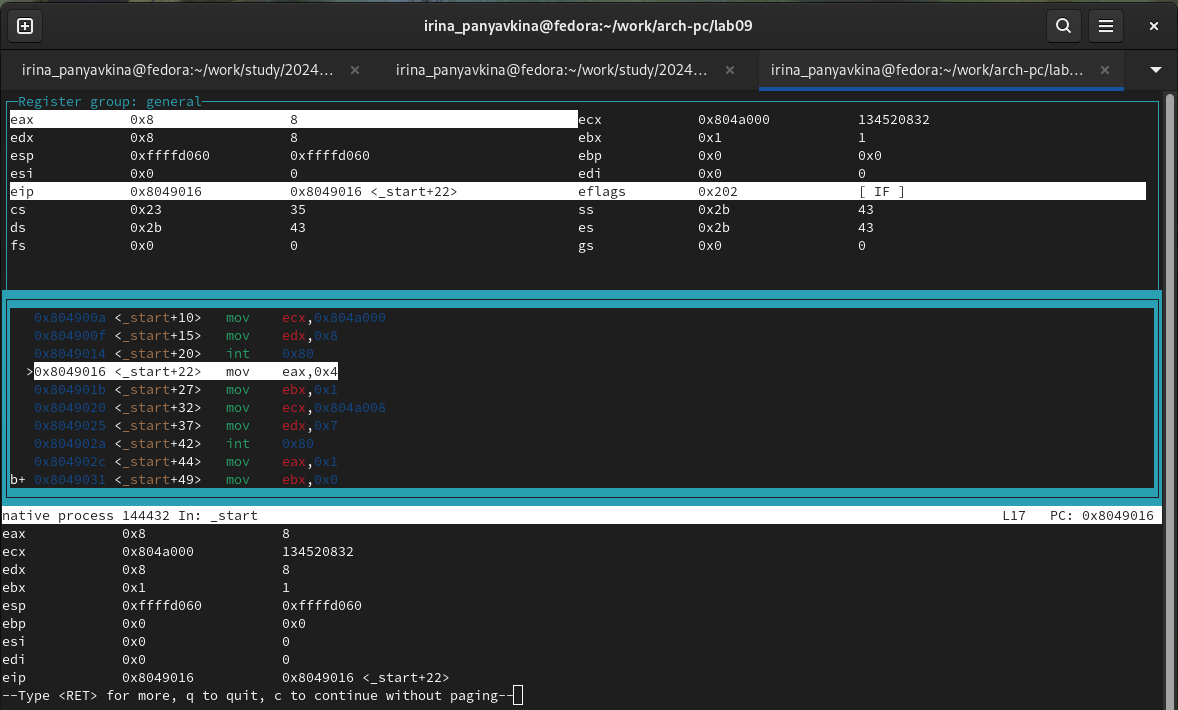 irina_panyavkina@fedora:~/work/arch-pc/lab09
irina_panyavkina@fedora:~/work/study/2024... irina_panyavkina@fedora:~/work/study/2024... irina_panyavkina@fedora:~/work/arch-pc/lab...
Register group: general
eax 0x8 8 ecx 0x804a000 134520832
edx 0x8 8 ebx 0x1 1
esp 0xffffd060 0xffffd060 ebp 0x0 0x0
esi 0x0 0 edi 0x0 0
eip 0x8049016 0x8049016 <_start+22> eflags 0x202 [ IF ]
cs 0x23 35 ss 0x2b 43
ds 0x2b 43 es 0x2b 43
fs 0x0 0 gs 0x0 0
0x804900a <_start+10> mov ecx,0x804a000
0x804900f <_start+15> mov edx,0x8
0x8049014 <_start+20> int 0x80
>0x8049016 <_start+22> mov eax,0x4
0x804901b <_start+27> mov ebx,0x1
0x8049020 <_start+32> mov ecx,0x804a008
0x8049025 <_start+37> mov edx,0x7
0x804902a <_start+42> int 0x80
0x804902c <_start+44> mov eax,0x1
b+ 0x8049031 <_start+49> mov ebx,0x0
native process 144432 In: _start L17 PC: 0x8049016
eax 0x8 8
ecx 0x804a000 134520832
edx 0x8 8
ebx 0x1 1
esp 0xffffd060 0xffffd060
ebp 0x0 0x0
esi 0x0 0
edi 0x0 0
eip 0x8049016 0x8049016 <_start+22>
--Type <RET> for more, q to quit, c to continue without paging--